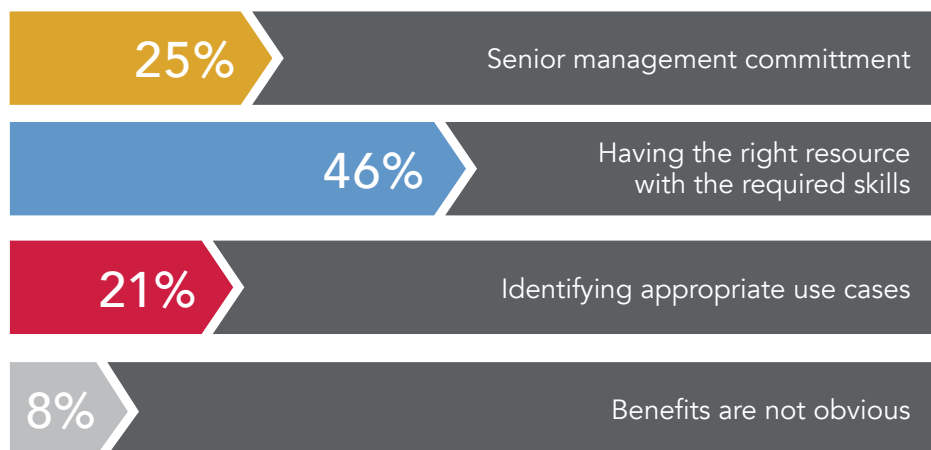 25%
Senior management committment
46%
Having the right resource
with the required skills
21%
Identifying appropriate use cases
8%
Benefits are not obvious